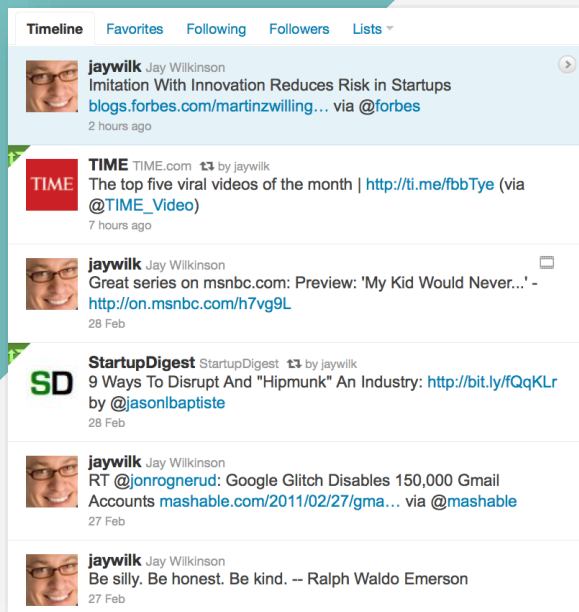 Timeline Favorites Following Followers Lists
jaywilk Jay Wilkinson
Imitation With Innovation Reduces Risk in Startups
blogs.forbes.com/martinzwilling… via @forbes
2 hours ago
TIME TIME.com by jaywilk
TIME
The top five viral videos of the month | http://ti.me/fbbTye (via
@TIME_Video)
7 hours ago
jaywilk Jay Wilkinson
Great series on msnbc.com: Preview: 'My Kid Would Never...' -
http://on.msnbc.com/h7vg9L
28 Feb
StartupDigest StartupDigest by jaywilk
SD
9 Ways To Disrupt And "Hipmunk" An Industry: http://bit.ly/fQqKLr
by @jasonlbaptiste
28 Feb
jaywilk Jay Wilkinson
RT @jonrognerud: Google Glitch Disables 150,000 Gmail
Accounts mashable.com/2011/02/27/gma… via @mashable
27 Feb
jaywilk Jay Wilkinson
Be silly. Be honest. Be kind. -- Ralph Waldo Emerson
27 Feb